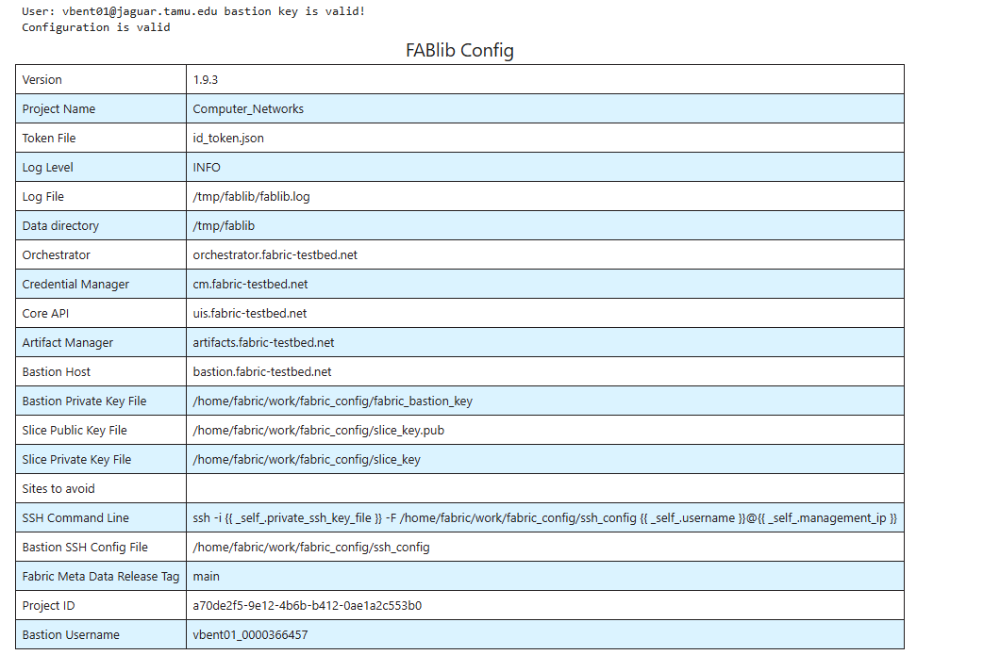 User: vbent01@jaguar.tamu.edu bastion key is valid!
Configuration is valid
FABlib Config
Version 1.9.3
Project Name Computer_Networks
Token File id_token.json
Log Level INFO
Log File /tmp/fablib/fablib.log
Data directory /tmp/fablib
Orchestrator orchestrator.fabric-testbed.net
Credential Manager cm.fabric-testbed.net
Core API uis.fabric-testbed.net
Artifact Manager artifacts.fabric-testbed.net
Bastion Host bastion.fabric-testbed.net
Bastion Private Key File /home/fabric/work/fabric_config/fabric_bastion_key
Slice Public Key File /home/fabric/work/fabric_config/slice_key.pub
Slice Private Key File /home/fabric/work/fabric_config/slice_key
Sites to avoid
SSH Command Line ssh -i {{ _self_.private_ssh_key_file }} -F /home/fabric/work/fabric_config/ssh_config {{ _self_.username }}@{{ _self_.management_ip }}
Bastion SSH Config File /home/fabric/work/fabric_config/ssh_config
Fabric Meta Data Release Tag main
Project ID a70de2f5-9e12-4b6b-b412-0ae1a2c553b0
Bastion Username vbent01_0000366457